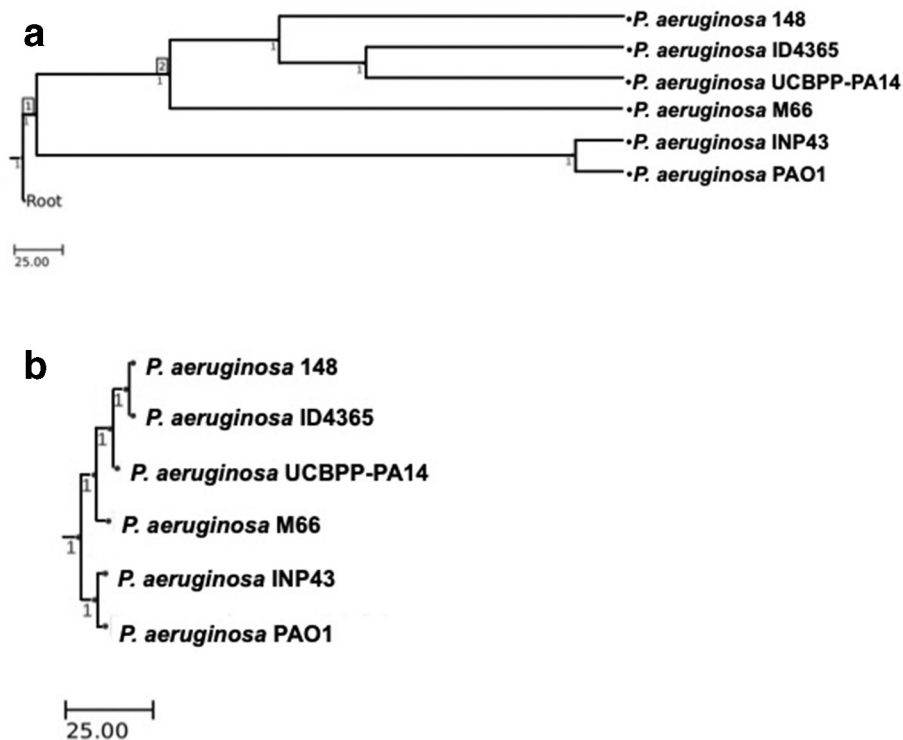 a
•P. aeruginosa 148
1
•P. aeruginosa ID4365
2
1
1
•P. aeruginosa UCBPP-PA14
1
1
•P. aeruginosa M66
•P. aeruginosa INP43
1
1
•P. aeruginosa PAO1
Root
25.00
b
P. aeruginosa 148
1
P. aeruginosa ID4365
1
P. aeruginosa UCBPP-PA14
1
P. aeruginosa M66
1
P. aeruginosa INP43
1
P. aeruginosa PAO1
25.00